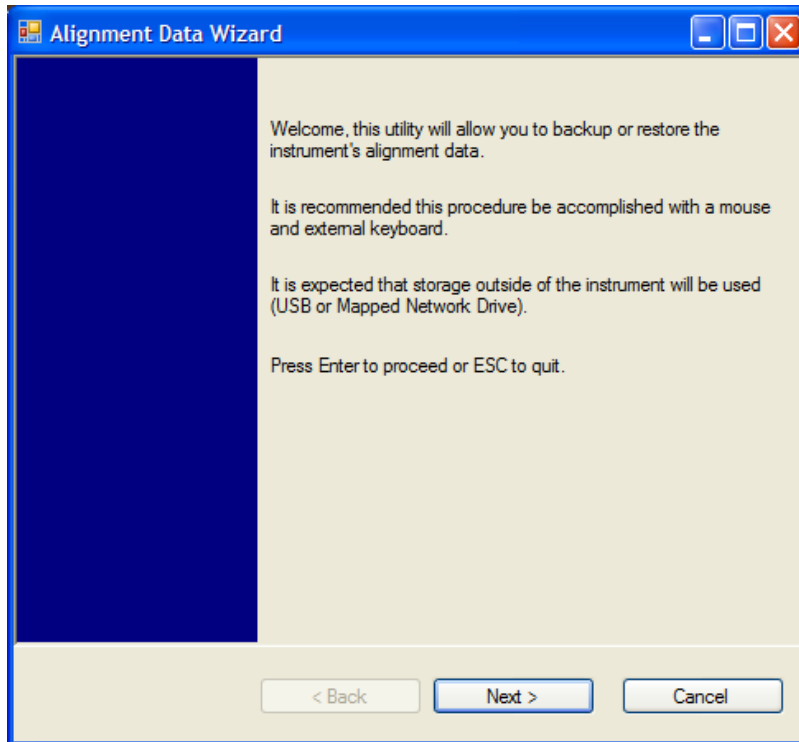 Alignment Data Wizard
Welcome, this utility will allow you to backup or restore the
instrument's alignment data.
It is recommended this procedure be accomplished with a mouse
and external keyboard.
It is expected that storage outside of the instrument will be used
(USB or Mapped Network Drive).
Press Enter to proceed or ESC to quit.
< Back
Next >
Cancel